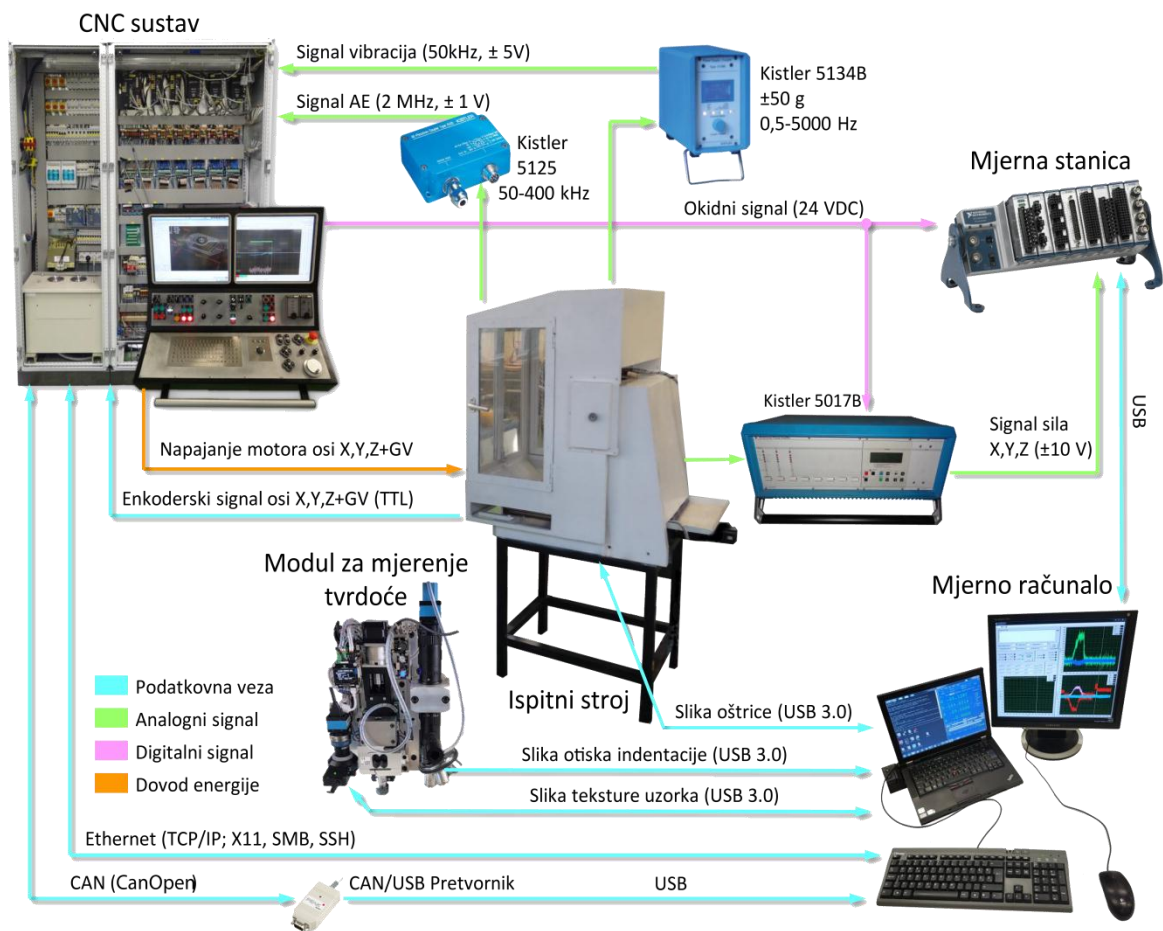 CNC sustav
Signal vibracija (50kHz, ± 5V)
Signal AE (2 MHz, ± 1 V)
Kistler 5134B
±50 g
0,5-5000 Hz
Kistler
5125
50-400 kHz
Mjerna stanica
Okidni signal (24 VDC)
Kistler 5017B
Signal sila
X,Y,Z (±10 V)
USB
Napajanje motora osi X,Y,Z+GV
Enkoderski signal osi X,Y,Z+GV (TTL)
Modul za mjerenje
tvrdoće
Mjerno računalo
Ispitni stroj
Podatkovna veza
Analogni signal
Digitalni signal
Dovod energije
Slika oštrice (USB 3.0)
Slika otiska indentacije (USB 3.0)
Slika teksture uzorka (USB 3.0)
Ethernet (TCP/IP; X11, SMB, SSH)
CAN (CanOpen)
CAN/USB Pretvornik
USB